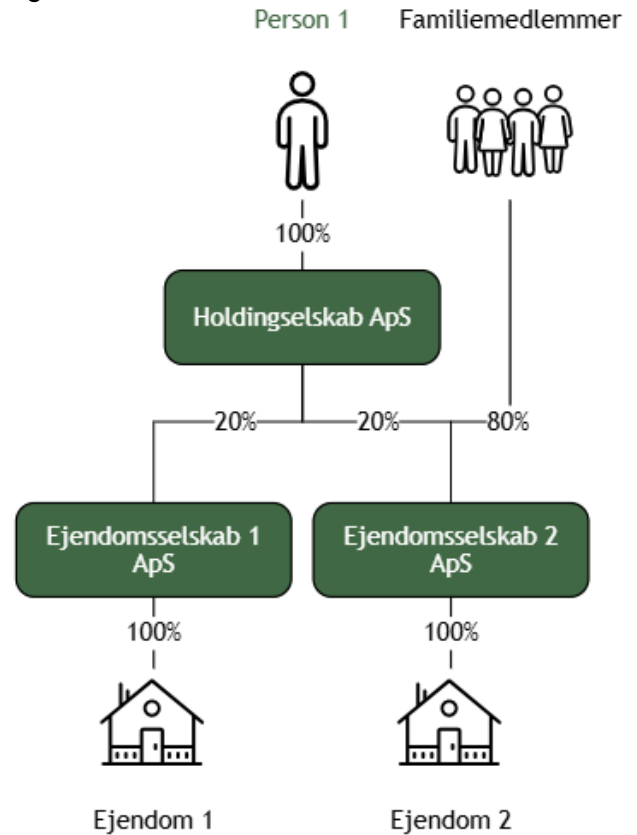 Person 1
Familiemedlemmer
100%
Holdingselskab ApS
20%
20%
80%
Ejendomsselskab 1
ApS
Ejendomsselskab 2
ApS
100%
100%
Ejendom 1
Ejendom 2